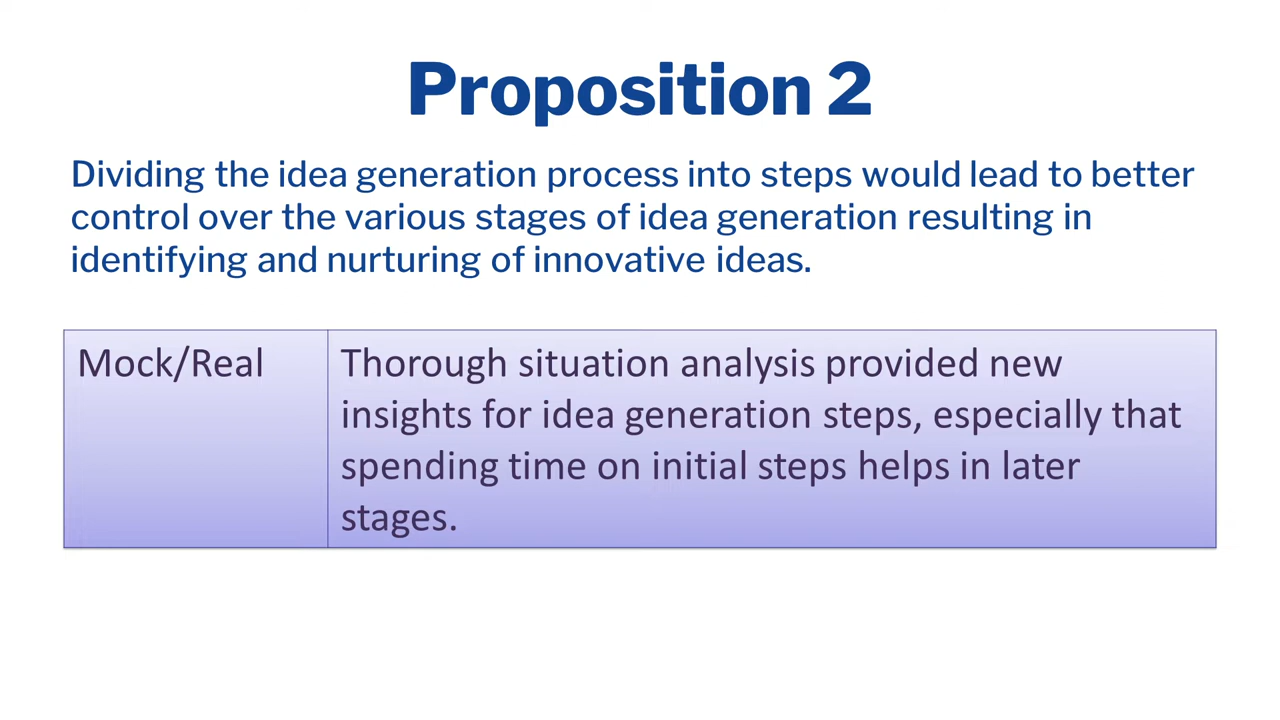 Proposition 2
Dividing the idea generation process into steps would lead to better
control over the various stages of idea generation resulting in
identifying and nurturing of innovative ideas.
Mock/Real
Thorough situation analysis provided new
insights for idea generation steps, especially that
spending time on initial steps helps in later
stages.